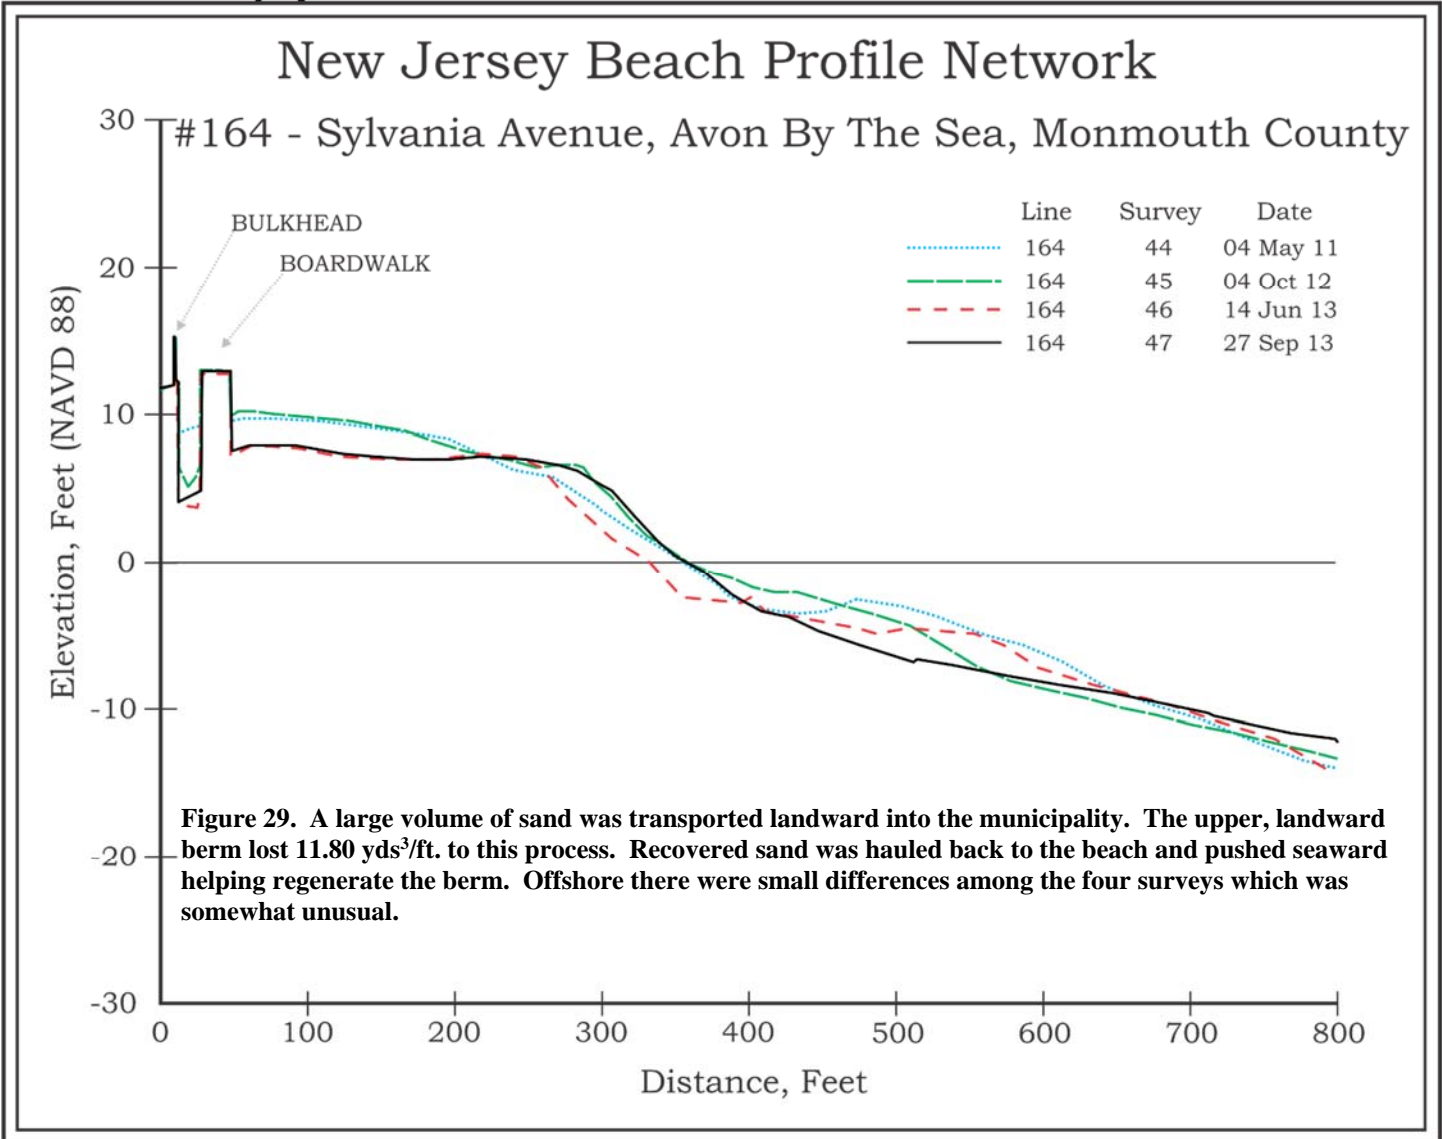 New Jersey Beach Profile Network
#164 - Sylvania Avenue, Avon By The Sea, Monmouth County
BULKHEAD
BOARDWALK
Line Survey Date
164 44 04 May 11
164 45 04 Oct 12
164 46 14 Jun 13
164 47 27 Sep 13
Elevation, Feet (NAVD 88)
30
20
10
0
-10
-20
-30
Figure 29. A large volume of sand was transported landward into the municipality. The upper, landward
berm lost 11.80 yds³/ft. to this process. Recovered sand was hauled back to the beach and pushed seaward
helping regenerate the berm. Offshore there were small differences among the four surveys which was
somewhat unusual.
0 100 200 300 400 500 600 700 800
Distance, Feet